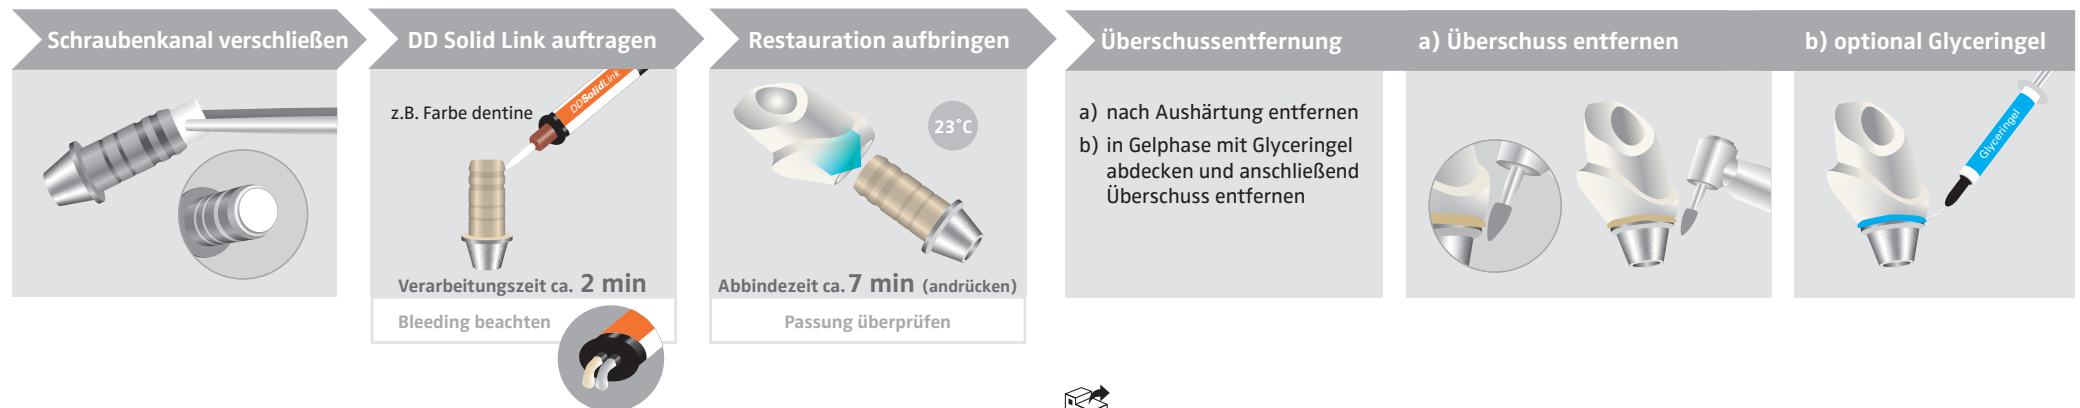 Schraubenkanal verschließen
DD Solid Link auftragen
z.B. Farbe dentine
DDSolidLink
Verarbeitungszeit ca. 2 min
Bleeding beachten
Restauration aufbringen
23°C
Abbindezeit ca. 7 min (andrücken)
Passung überprüfen
Überschussentfernung
a) nach Aushärtung entfernen
b) in Gelphase mit Glyceringel
abdecken und anschließend
Überschuss entfernen
a) Überschuss entfernen
b) optional Glyceringel
Glyceringel